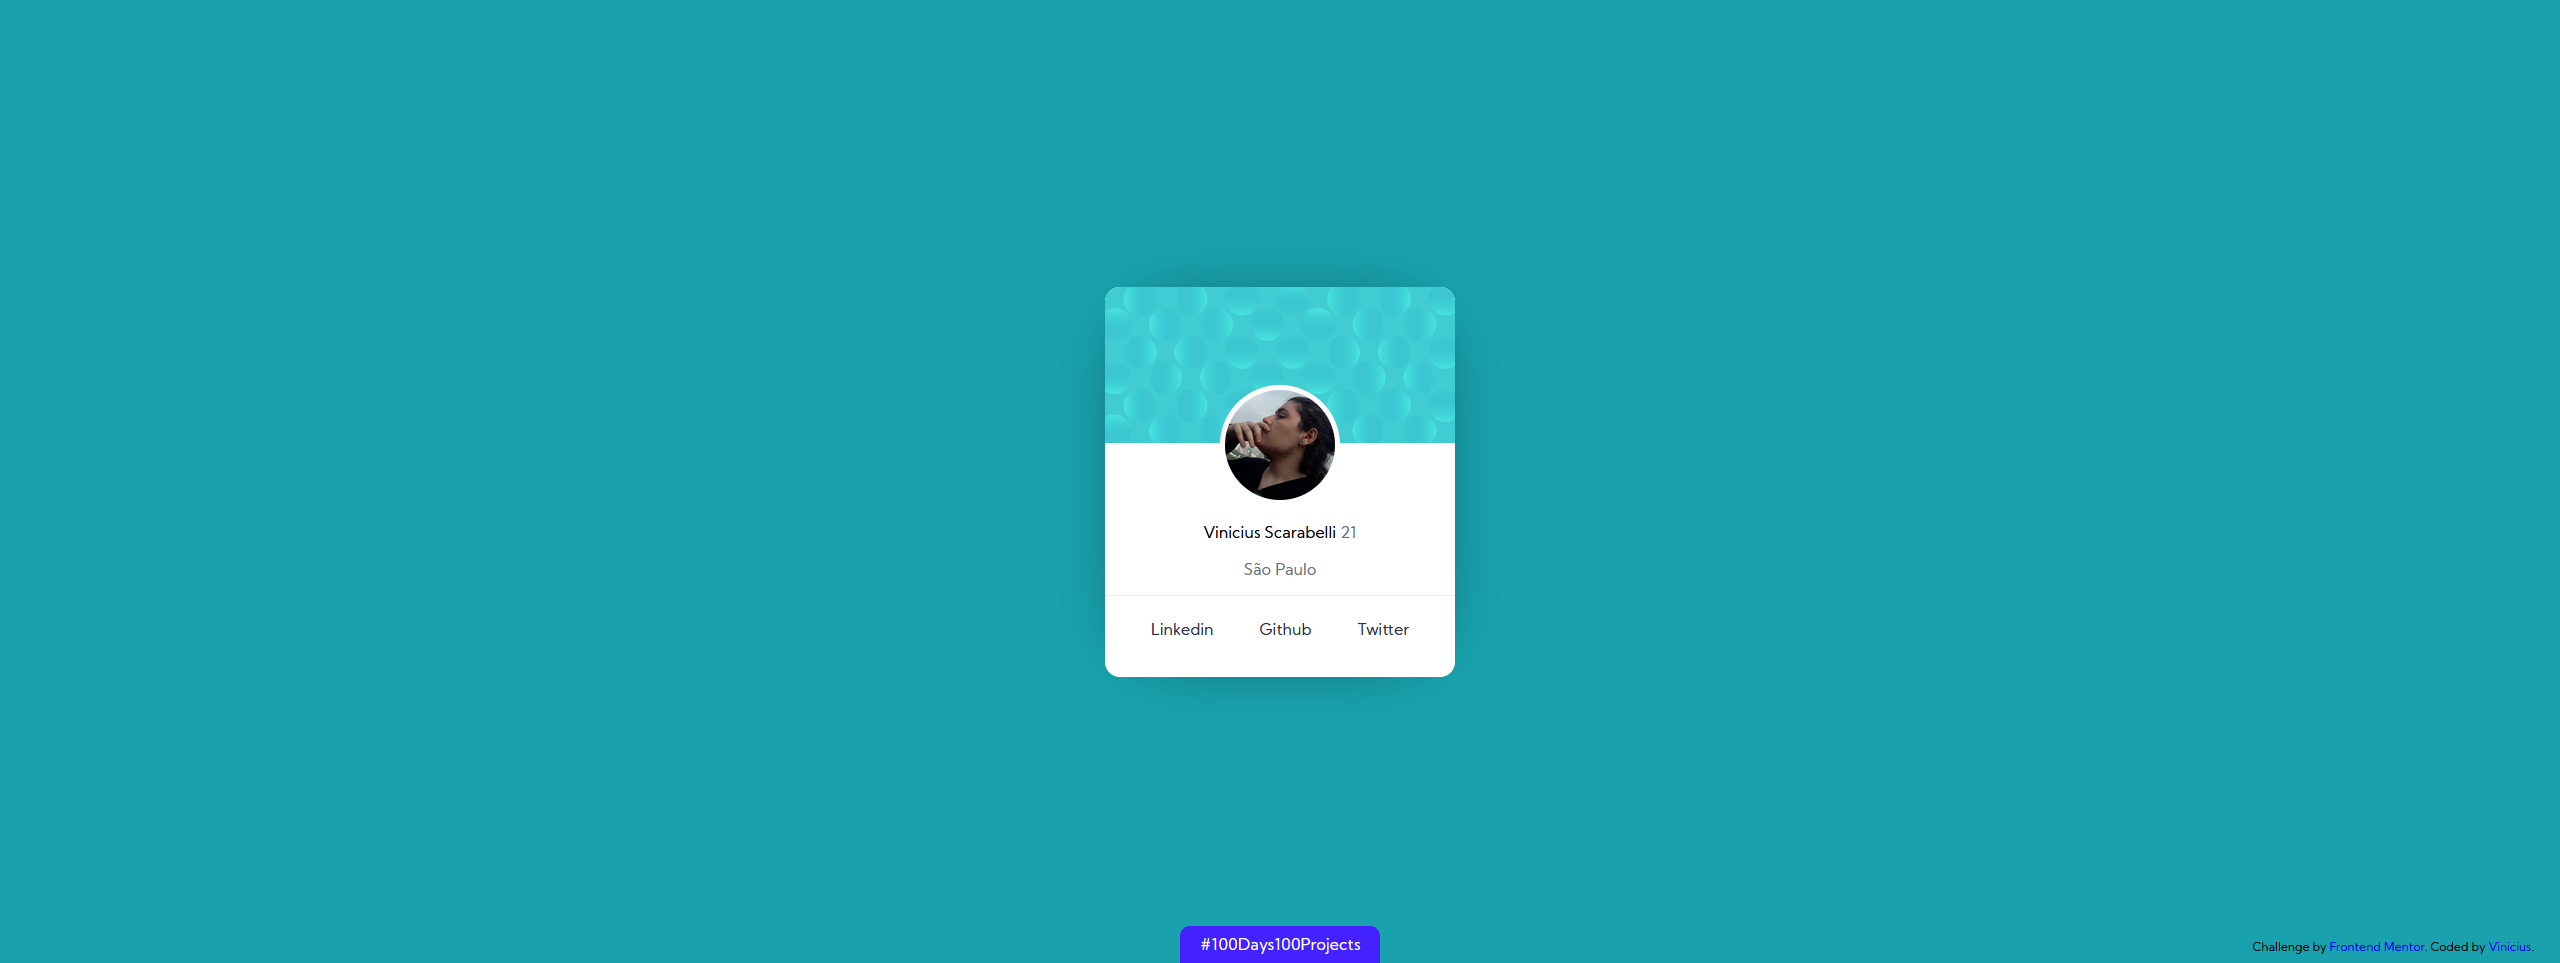 Vinicius Scarabelli 21
São Paulo
Linkedin Github Twitter
#100Days100Projects
Challenge by Frontend Mentor. Coded by Vinicius.